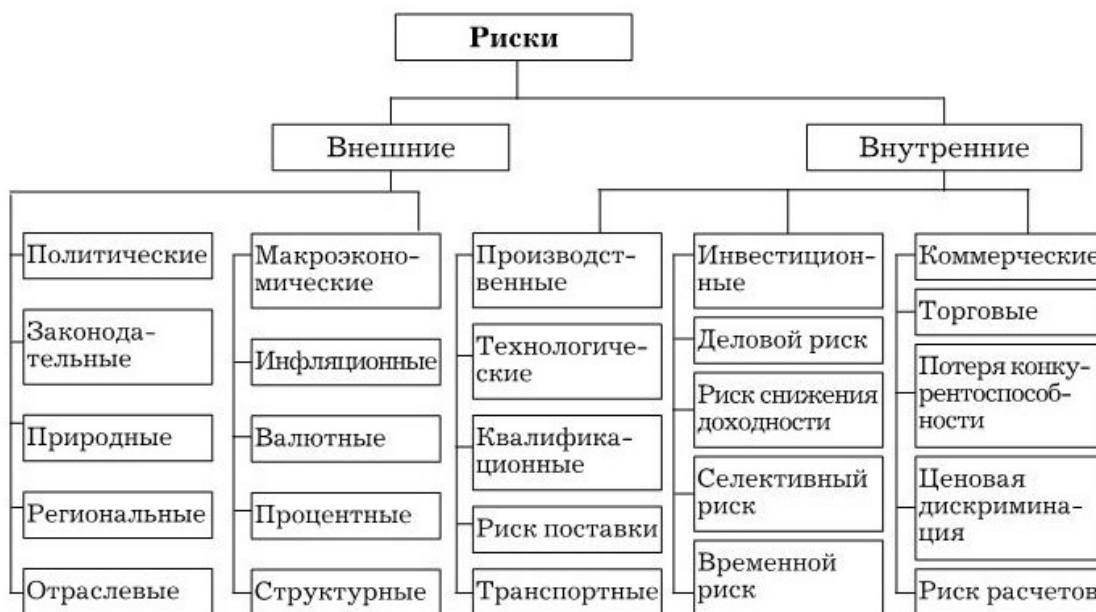 Риски
Внешние
Внутренние
Политические
Законода-
тельные
Природные
Региональные
Отраслевые
Макроэконо-
мические
Инфляционные
Валютные
Процентные
Структурные
Производст-
венные
Технологиче-
ские
Квалифика-
ционные
Риск поставки
Транспортные
Инвестицион-
ные
Деловой риск
Риск снижения
доходности
Селективный
риск
Временной
риск
Коммерческие
Торговые
Потеря конку-
рентоспособ-
ности
Ценовая
дискримина-
ция
Риск расчетов